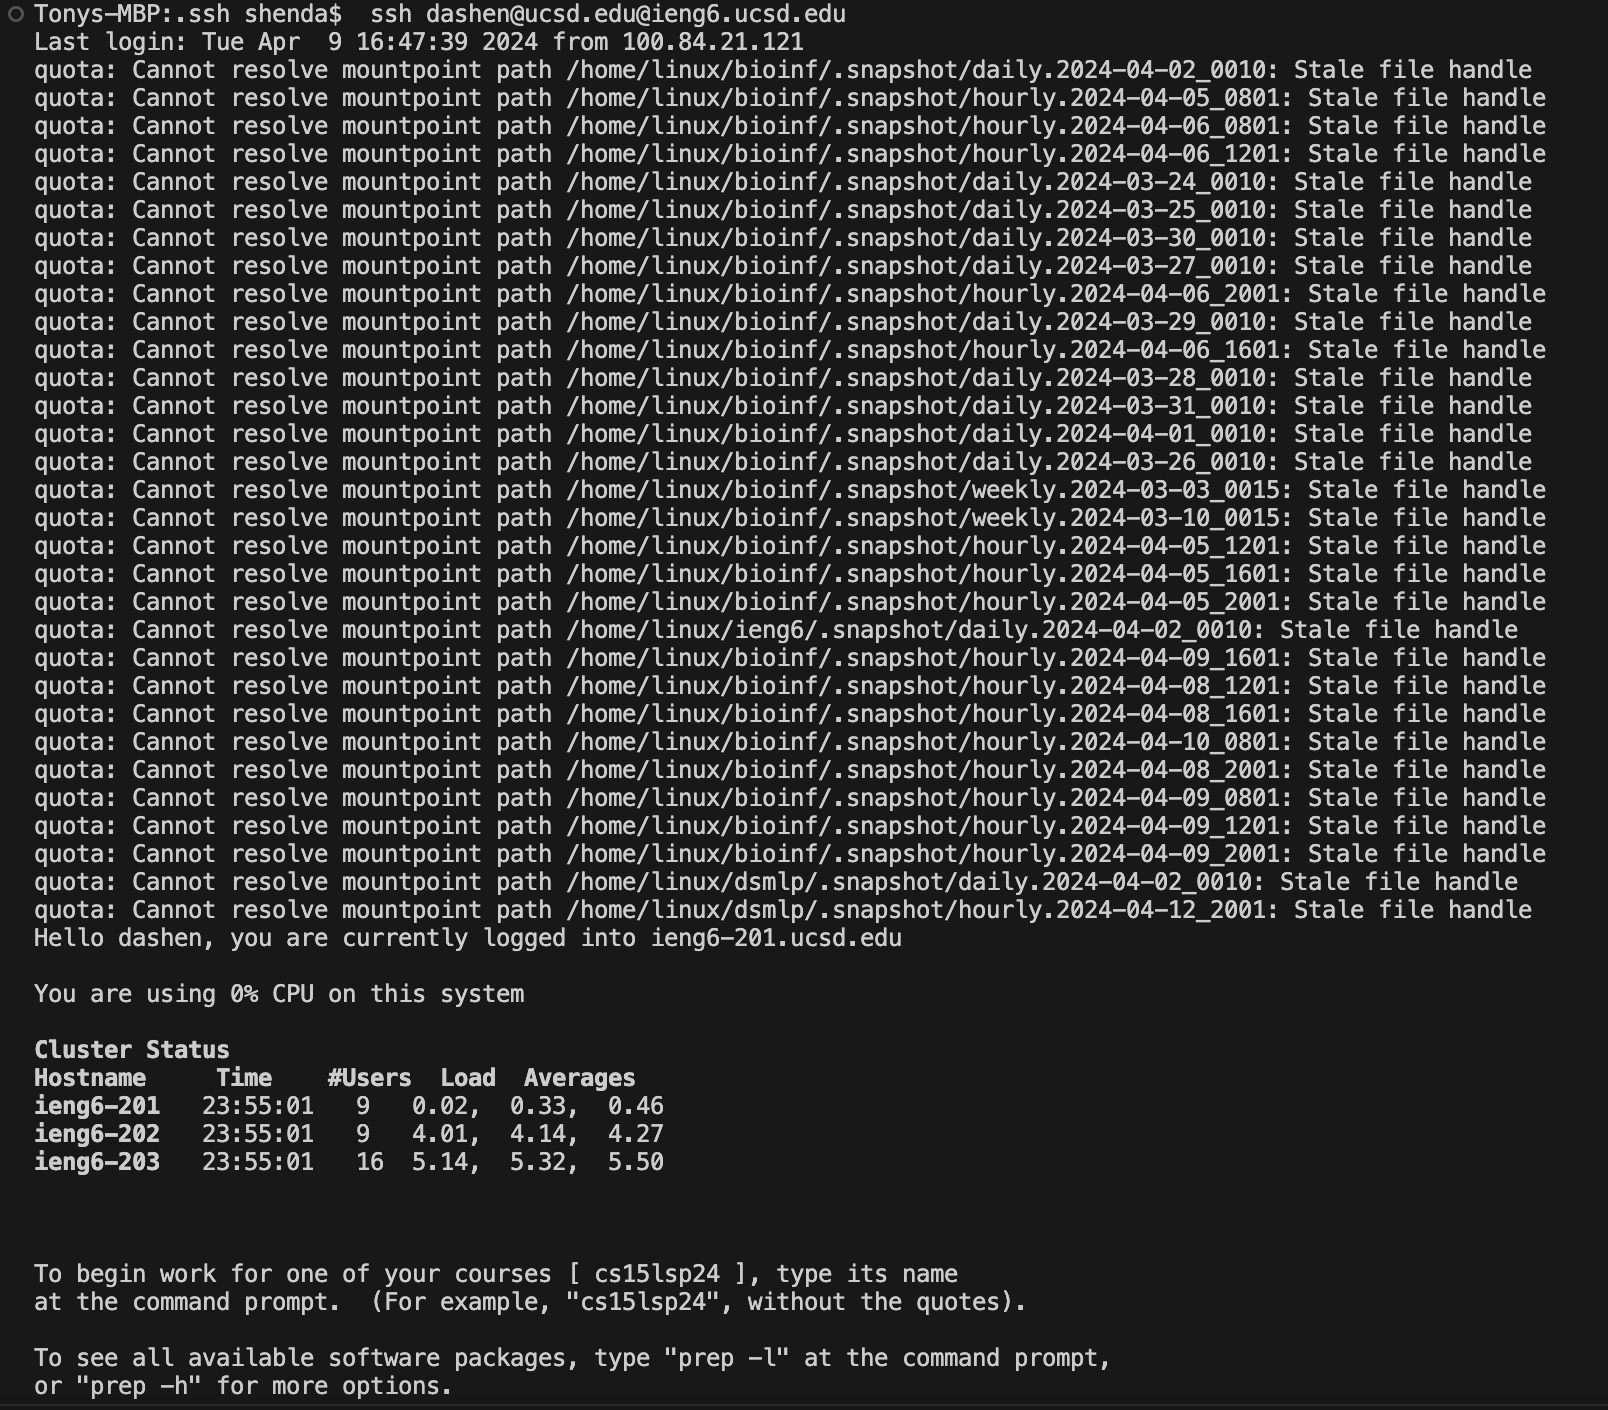 Tonys-MBP:.ssh shenda$  ssh dashen@ucsd.edu@ieng6.ucsd.edu
Last login: Tue Apr  9 16:47:39 2024 from 100.84.21.121
quota: Cannot resolve mountpoint path /home/linux/bioinf/.snapshot/daily.2024-04-02_0010: Stale file handle
quota: Cannot resolve mountpoint path /home/linux/bioinf/.snapshot/hourly.2024-04-05_0801: Stale file handle
quota: Cannot resolve mountpoint path /home/linux/bioinf/.snapshot/hourly.2024-04-06_0801: Stale file handle
quota: Cannot resolve mountpoint path /home/linux/bioinf/.snapshot/hourly.2024-04-06_1201: Stale file handle
quota: Cannot resolve mountpoint path /home/linux/bioinf/.snapshot/daily.2024-03-24_0010: Stale file handle
quota: Cannot resolve mountpoint path /home/linux/bioinf/.snapshot/daily.2024-03-25_0010: Stale file handle
quota: Cannot resolve mountpoint path /home/linux/bioinf/.snapshot/daily.2024-03-30_0010: Stale file handle
quota: Cannot resolve mountpoint path /home/linux/bioinf/.snapshot/daily.2024-03-27_0010: Stale file handle
quota: Cannot resolve mountpoint path /home/linux/bioinf/.snapshot/hourly.2024-04-06_2001: Stale file handle
quota: Cannot resolve mountpoint path /home/linux/bioinf/.snapshot/daily.2024-03-29_0010: Stale file handle
quota: Cannot resolve mountpoint path /home/linux/bioinf/.snapshot/hourly.2024-04-06_1601: Stale file handle
quota: Cannot resolve mountpoint path /home/linux/bioinf/.snapshot/daily.2024-03-28_0010: Stale file handle
quota: Cannot resolve mountpoint path /home/linux/bioinf/.snapshot/daily.2024-03-31_0010: Stale file handle
quota: Cannot resolve mountpoint path /home/linux/bioinf/.snapshot/daily.2024-04-01_0010: Stale file handle
quota: Cannot resolve mountpoint path /home/linux/bioinf/.snapshot/daily.2024-03-26_0010: Stale file handle
quota: Cannot resolve mountpoint path /home/linux/bioinf/.snapshot/weekly.2024-03-03_0015: Stale file handle
quota: Cannot resolve mountpoint path /home/linux/bioinf/.snapshot/weekly.2024-03-10_0015: Stale file handle
quota: Cannot resolve mountpoint path /home/linux/bioinf/.snapshot/hourly.2024-04-05_1201: Stale file handle
quota: Cannot resolve mountpoint path /home/linux/bioinf/.snapshot/hourly.2024-04-05_1601: Stale file handle
quota: Cannot resolve mountpoint path /home/linux/bioinf/.snapshot/hourly.2024-04-05_2001: Stale file handle
quota: Cannot resolve mountpoint path /home/linux/ieng6/.snapshot/daily.2024-04-02_0010: Stale file handle
quota: Cannot resolve mountpoint path /home/linux/bioinf/.snapshot/hourly.2024-04-09_1601: Stale file handle
quota: Cannot resolve mountpoint path /home/linux/bioinf/.snapshot/hourly.2024-04-08_1201: Stale file handle
quota: Cannot resolve mountpoint path /home/linux/bioinf/.snapshot/hourly.2024-04-08_1601: Stale file handle
quota: Cannot resolve mountpoint path /home/linux/bioinf/.snapshot/hourly.2024-04-10_0801: Stale file handle
quota: Cannot resolve mountpoint path /home/linux/bioinf/.snapshot/hourly.2024-04-08_2001: Stale file handle
quota: Cannot resolve mountpoint path /home/linux/bioinf/.snapshot/hourly.2024-04-09_0801: Stale file handle
quota: Cannot resolve mountpoint path /home/linux/bioinf/.snapshot/hourly.2024-04-09_1201: Stale file handle
quota: Cannot resolve mountpoint path /home/linux/bioinf/.snapshot/hourly.2024-04-09_2001: Stale file handle
quota: Cannot resolve mountpoint path /home/linux/dsmlp/.snapshot/daily.2024-04-02_0010: Stale file handle
quota: Cannot resolve mountpoint path /home/linux/dsmlp/.snapshot/hourly.2024-04-12_2001: Stale file handle
Hello dashen, you are currently logged into ieng6-201.ucsd.edu
You are using 0% CPU on this system
Cluster Status
Hostname     Time    #Users  Load  Averages
ieng6-201   23:55:01   9   0.02,  0.33,  0.46
ieng6-202   23:55:01   9   4.01,  4.14,  4.27
ieng6-203   23:55:01   16  5.14,  5.32,  5.50
To begin work for one of your courses [ cs15lsp24 ], type its name
at the command prompt.  (For example, "cs15lsp24", without the quotes).
To see all available software packages, type "prep -l" at the command prompt,
or "prep -h" for more options.